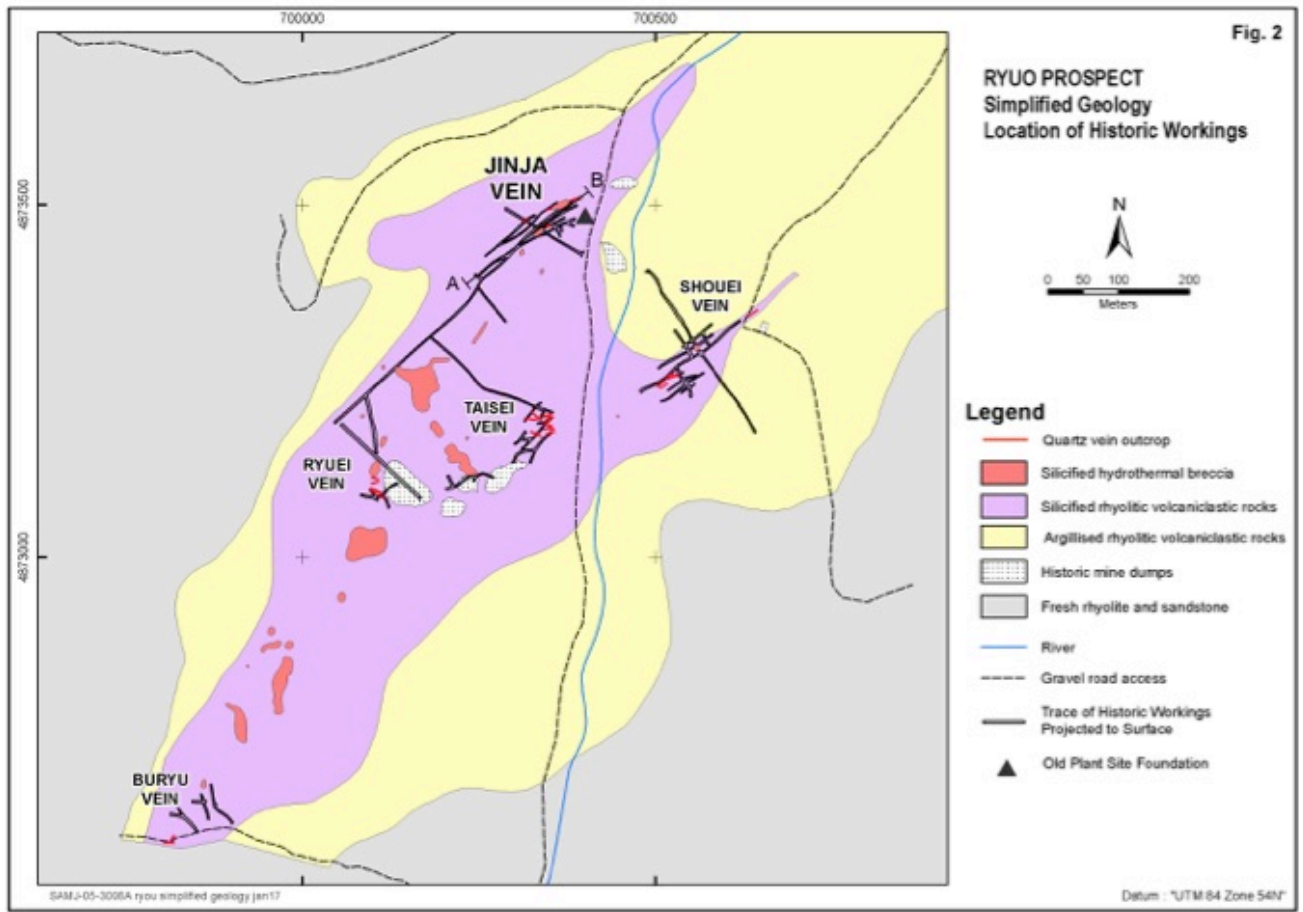 700000
700500
Fig. 2
RYUO PROSPECT
Simplified Geology
Location of Historic Workings
4873500
4873000
JINJA
VEIN
B
A
SHOUEI
VEIN
TAISEI
VEIN
RYUEI
VEIN
BURYU
VEIN
N
0 50 100 200
Meters
Legend
Quartz vein outcrop
Silicified hydrothermal breccia
Silicified rhyolitic volcaniclastic rocks
Argillised rhyolitic volcaniclastic rocks
Historic mine dumps
Fresh rhyolite and sandstone
River
Gravel road access
Trace of Historic Workings
Projected to Surface
Old Plant Site Foundation
SAMJ-05-3006A ryou simplified geology jan17
Datum : "UTM 84 Zone 54N"